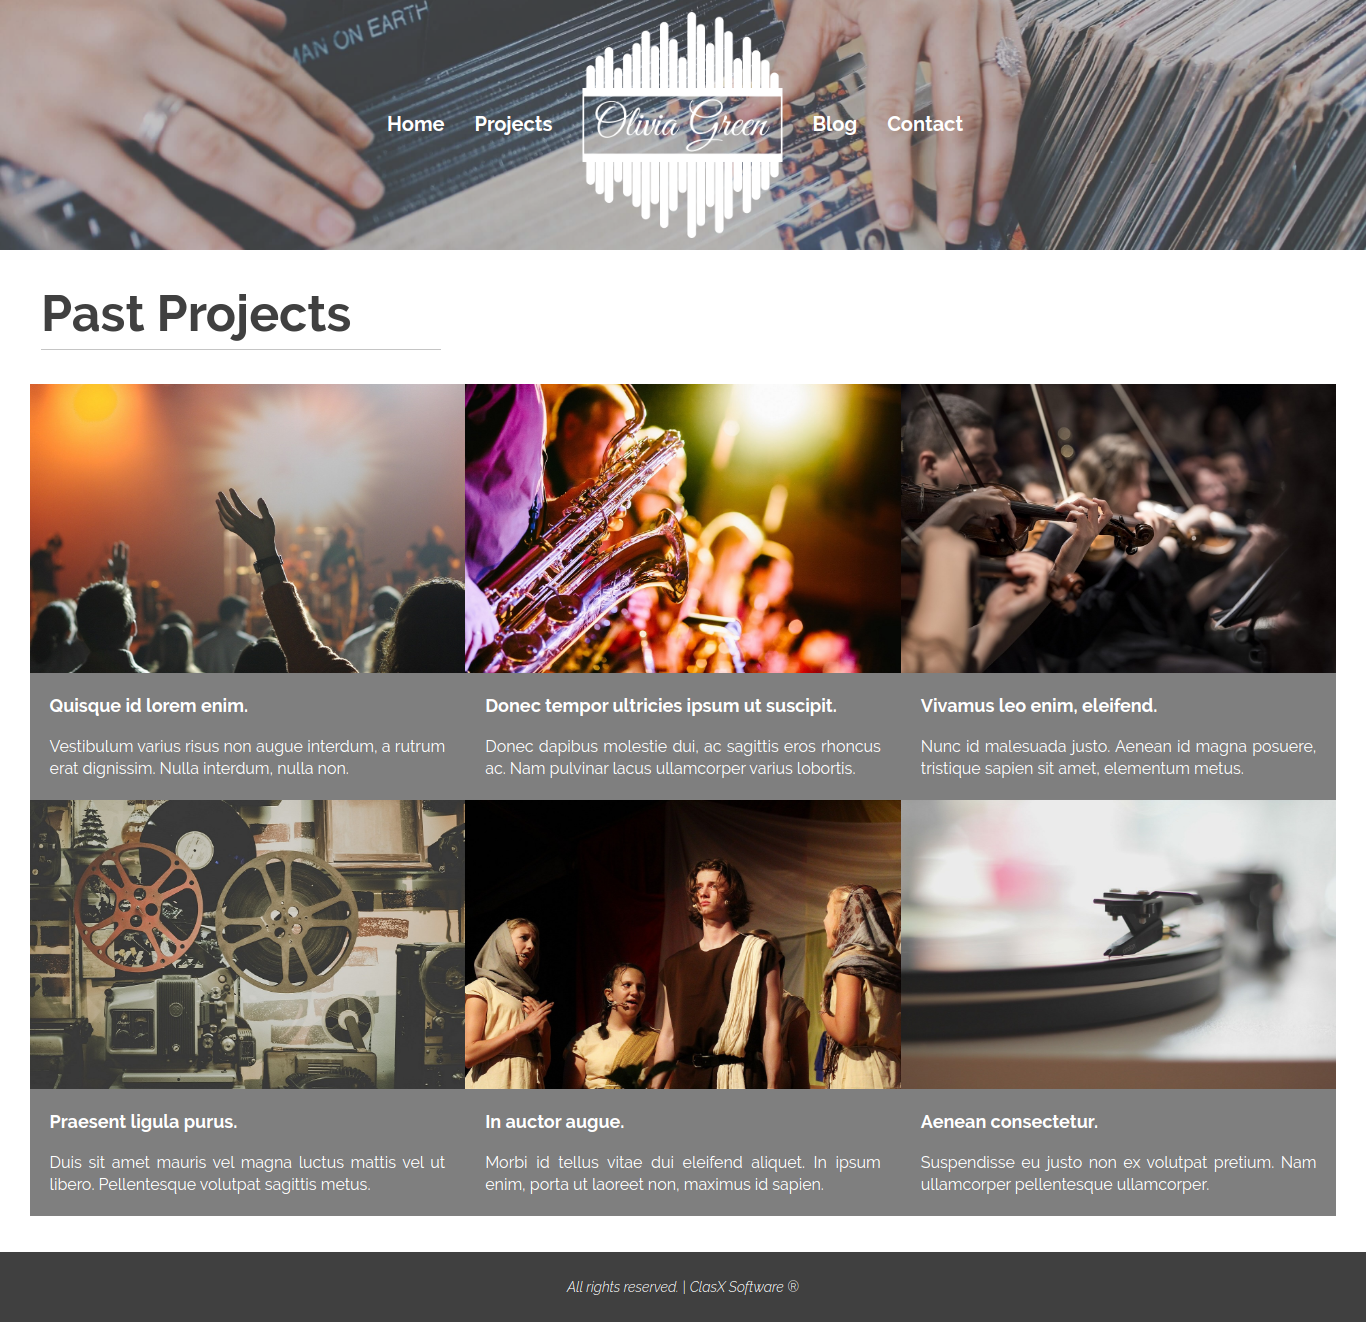 MAN ON EARTH
Home Projects Olivia Green Blog Contact
Past Projects
Quisque id lorem enim.
Vestibulum varius risus non augue interdum, a rutrum
erat dignissim. Nulla interdum, nulla non.
Donec tempor ultricies ipsum ut suscipit.
Donec dapibus molestie dui, ac sagittis eros rhoncus
ac. Nam pulvinar lacus ullamcorper varius lobortis.
Vivamus leo enim, eleifend.
Nunc id malesuada justo. Aenean id magna posuere,
tristique sapien sit amet, elementum metus.
Praesent ligula purus.
Duis sit amet mauris vel magna luctus mattis vel ut
libero. Pellentesque volutpat sagittis metus.
In auctor augue.
Morbi id tellus vitae dui eleifend aliquet. In ipsum
enim, porta ut laoreet non, maximus id sapien.
Aenean consectetur.
Suspendisse eu justo non ex volutpat pretium. Nam
ullamcorper pellentesque ullamcorper.
All rights reserved. | ClasX Software ®